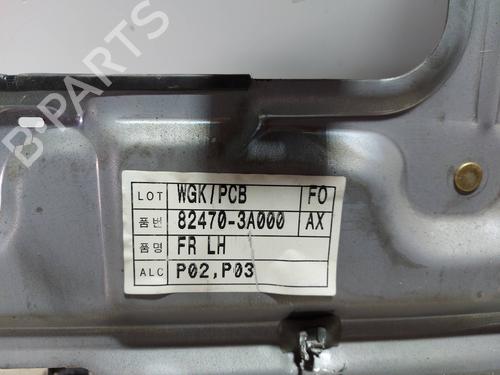 B-PARTS
LOT WGK/PCB FO
품번 82470-3A000 AX
품명 FR LH
ALC P02,P03